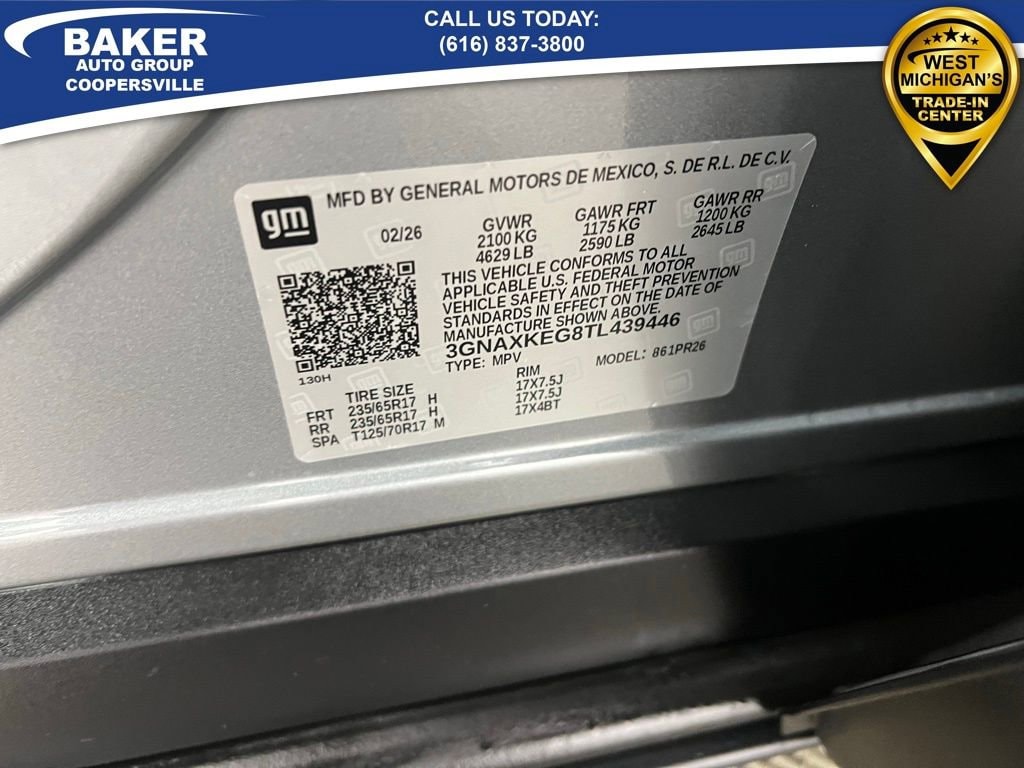 BAKER
AUTO GROUP
COOPERSVILLE
CALL US TODAY:
(616) 837-3800
WEST
MICHIGAN'S
TRADE-IN
CENTER
gm
MFD BY GENERAL MOTORS DE MEXICO, S. DE R.L. DE C.V.
02/26
GVWR
2100 KG
4629 LB
GAWR FRT
1175 KG
2590 LB
GAWR RR
1200 KG
2645 LB
THIS VEHICLE CONFORMS TO ALL
APPLICABLE U.S. FEDERAL MOTOR
VEHICLE SAFETY AND THEFT PREVENTION
STANDARDS IN EFFECT ON THE DATE OF
MANUFACTURE SHOWN ABOVE.
3GNAXKEG8TL439446
TYPE: MPV
MODEL: 861PR26
130H
TIRE SIZE
RIM
FRT 235/65R17 H 17X7.5J
RR 235/65R17 H 17X7.5J
SPA T125/70R17 M 17X4BT